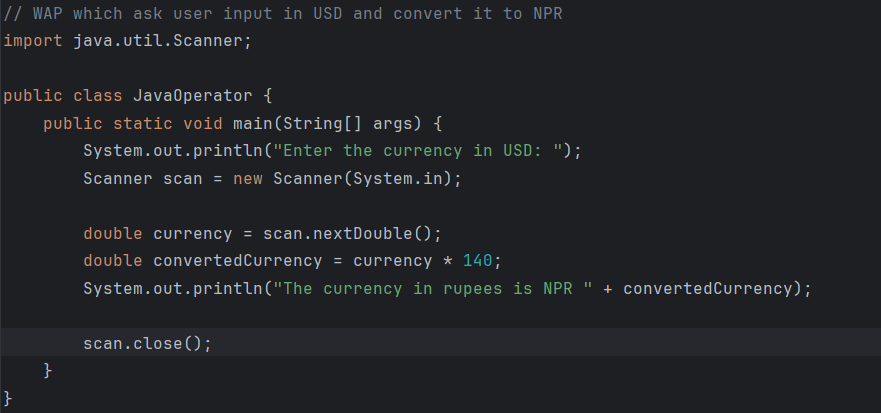 // WAP which ask user input in USD and convert it to NPR
import java.util.Scanner;
public class JavaOperator {
    public static void main(String[] args) {
        System.out.println("Enter the currency in USD: ");
        Scanner scan = new Scanner(System.in);
        double currency = scan.nextDouble();
        double convertedCurrency = currency * 140;
        System.out.println("The currency in rupees is NPR " + convertedCurrency);
        scan.close();
    }
}